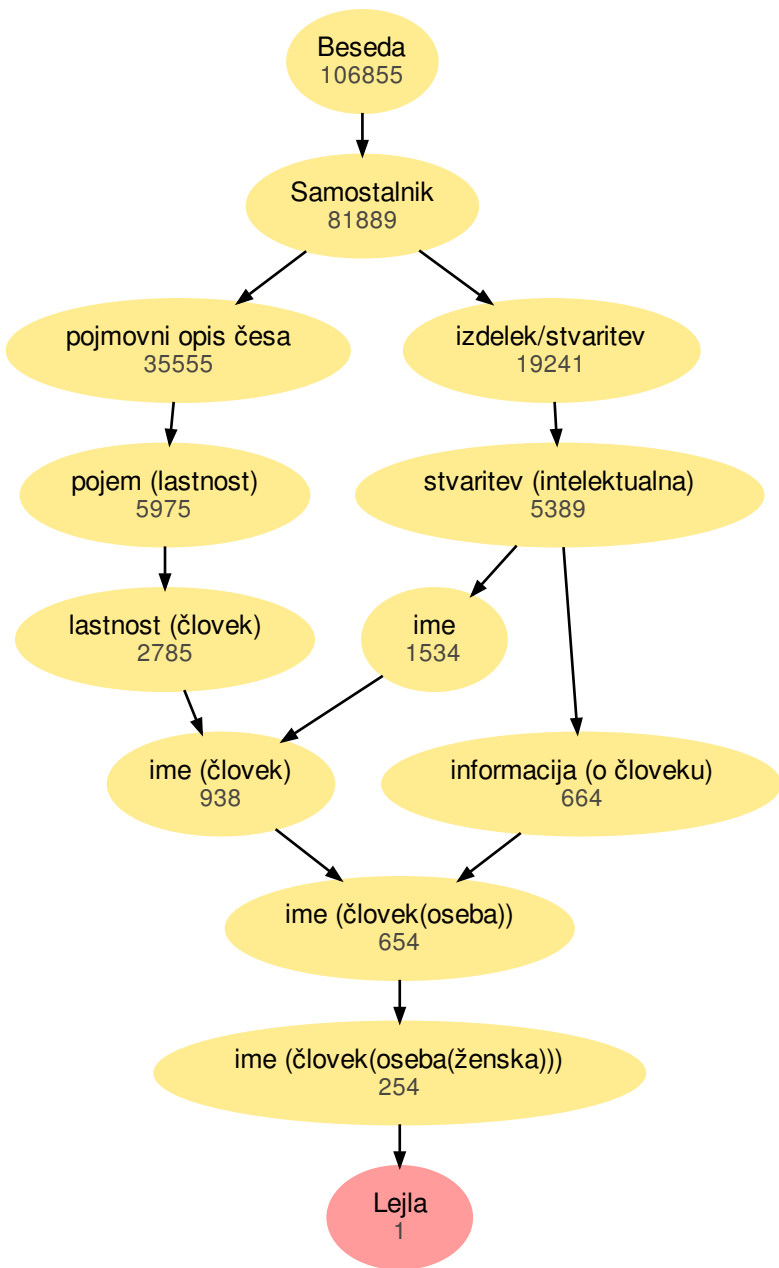 Beseda
106855
Samostalnik
81889
pojmovni opis česa
35555
izdelek/stvaritev
19241
pojem (lastnost)
5975
stvaritev (intelektualna)
5389
lastnost (človek)
2785
ime
1534
ime (človek)
938
informacija (o človeku)
664
ime (človek(oseba))
654
ime (človek(oseba(ženska)))
254
Lejla
1